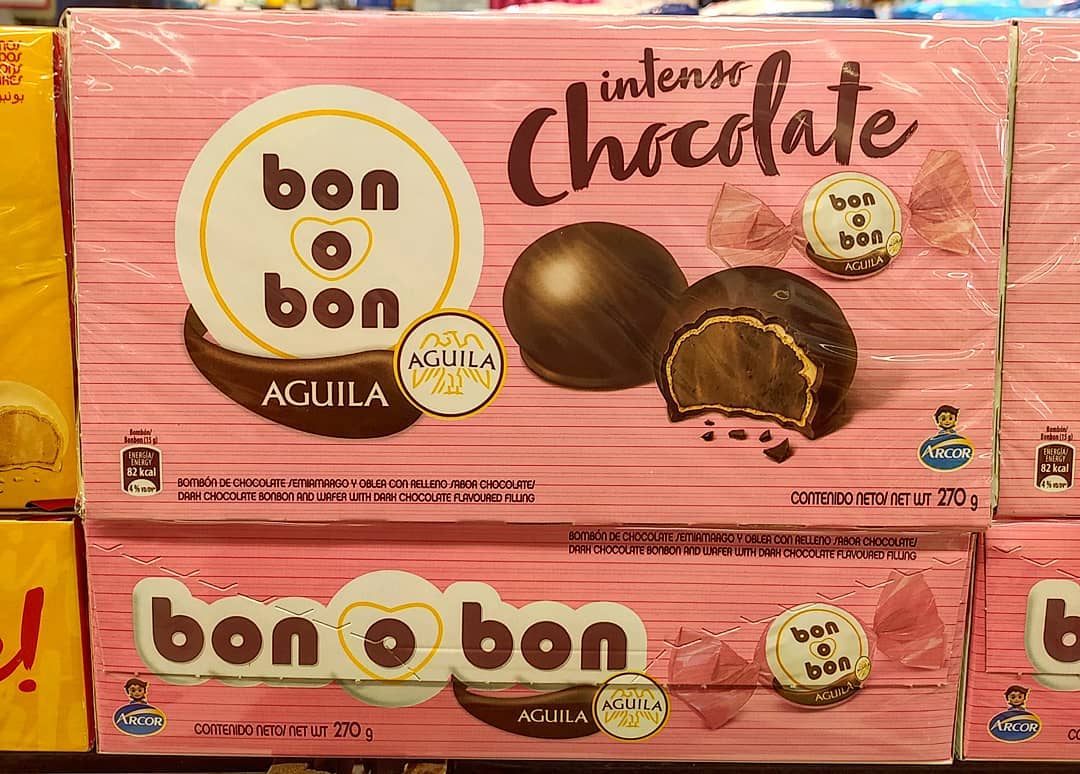 intenso
Chocolate
bon
o
bon
AGUILA
AGUILA
bon
o
bon
AGUILA
ARCOR
Bombón/
Bonbon (15 g)
ENERGÍA/
ENERGY
82 kcal
4 % VD/DV*
BOMBÓN DE CHOCOLATE SEMIAMARGO Y OBLEA CON RELLENO SABOR CHOCOLATE/
DARK CHOCOLATE BONBON AND WAFER WITH DARK CHOCOLATE FLAVOURED FILLING
CONTENIDO NETO/ NET WT 270 g
Bombón/
Bonbon (15 g)
ENERGÍA/
ENERGY
82 kcal
BOMBÓN DE CHOCOLATE SEMIAMARGO Y OBLEA CON RELLENO SABOR CHOCOLATE/
DARK CHOCOLATE BONBON AND WAFER WITH DARK CHOCOLATE FLAVOURED FILLING
bon o bon
AGUILA
AGUILA
bon
o
bon
AGUILA
ARCOR
CONTENIDO NETO/ NET WT 270 g
b
ARCOR
CO